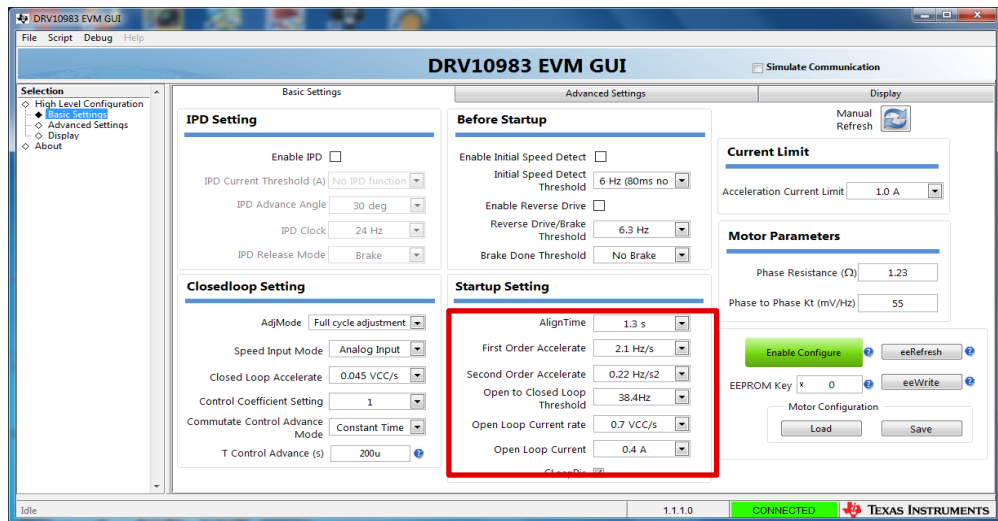 DRV10983 EVM GUI
File Script Debug Help
DRV10983 EVM GUI
Simulate Communication
Selection
High Level Configuration
Basic Settings
Advanced Settings
Display
About
Basic Settings
Advanced Settings
Display
IPD Setting
Enable IPD
IPD Current Threshold (A) No IPD function
IPD Advance Angle 30 deg
IPD Clock 24 Hz
IPD Release Mode Brake
Before Startup
Enable Initial Speed Detect
Initial Speed Detect
Threshold 6 Hz (80ms no
Enable Reverse Drive
Reverse Drive/Brake
Threshold 6.3 Hz
Brake Done Threshold No Brake
Manual
Refresh
Current Limit
Acceleration Current Limit 1.0 A
Motor Parameters
Phase Resistance (Ω) 1.23
Phase to Phase Kt (mV/Hz) 55
Closedloop Setting
AdjMode Full cycle adjustment
Speed Input Mode Analog Input
Closed Loop Accelerate 0.045 VCC/s
Control Coefficient Setting 1
Commutate Control Advance
Mode Constant Time
T Control Advance (s) 200u ?
Startup Setting
AlignTime 1.3 s
First Order Accelerate 2.1 Hz/s
Second Order Accelerate 0.22 Hz/s2
Open to Closed Loop
Threshold 38.4Hz
Open Loop Current rate 0.7 VCC/s
Open Loop Current 0.4 A
Enable Configure ? eeRefresh ?
EEPROM Key x 0 ? eeWrite ?
Motor Configuration
Load Save
Idle 1.1.1.0 CONNECTED TEXAS INSTRUMENTS